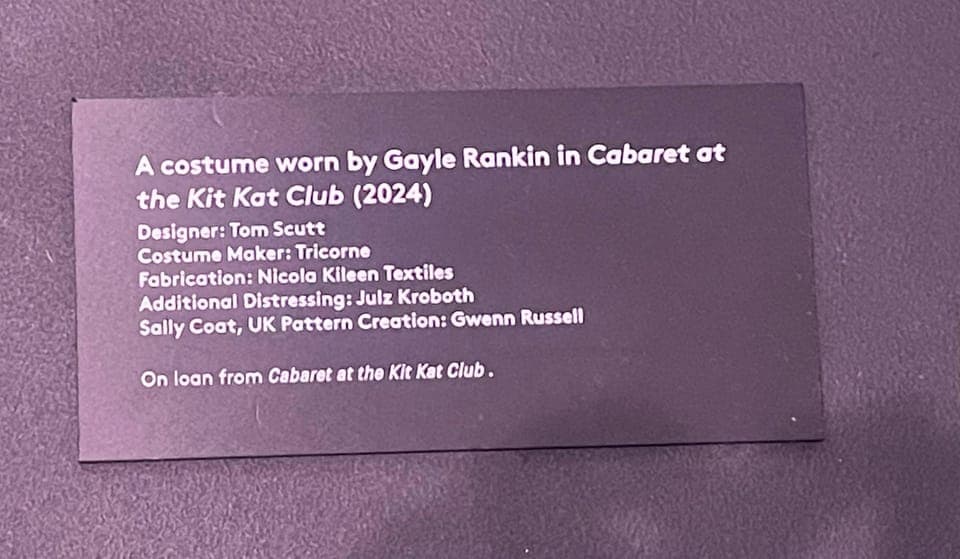 A costume worn by Gayle Rankin in Cabaret at
the Kit Kat Club (2024)
Designer: Tom Scutt
Costume Maker: Tricorne
Fabrication: Nicola Kileen Textiles
Additional Distressing: Julz Kroboth
Sally Coat, UK Pattern Creation: Gwenn Russell
On loan from Cabaret at the Kit Kat Club.